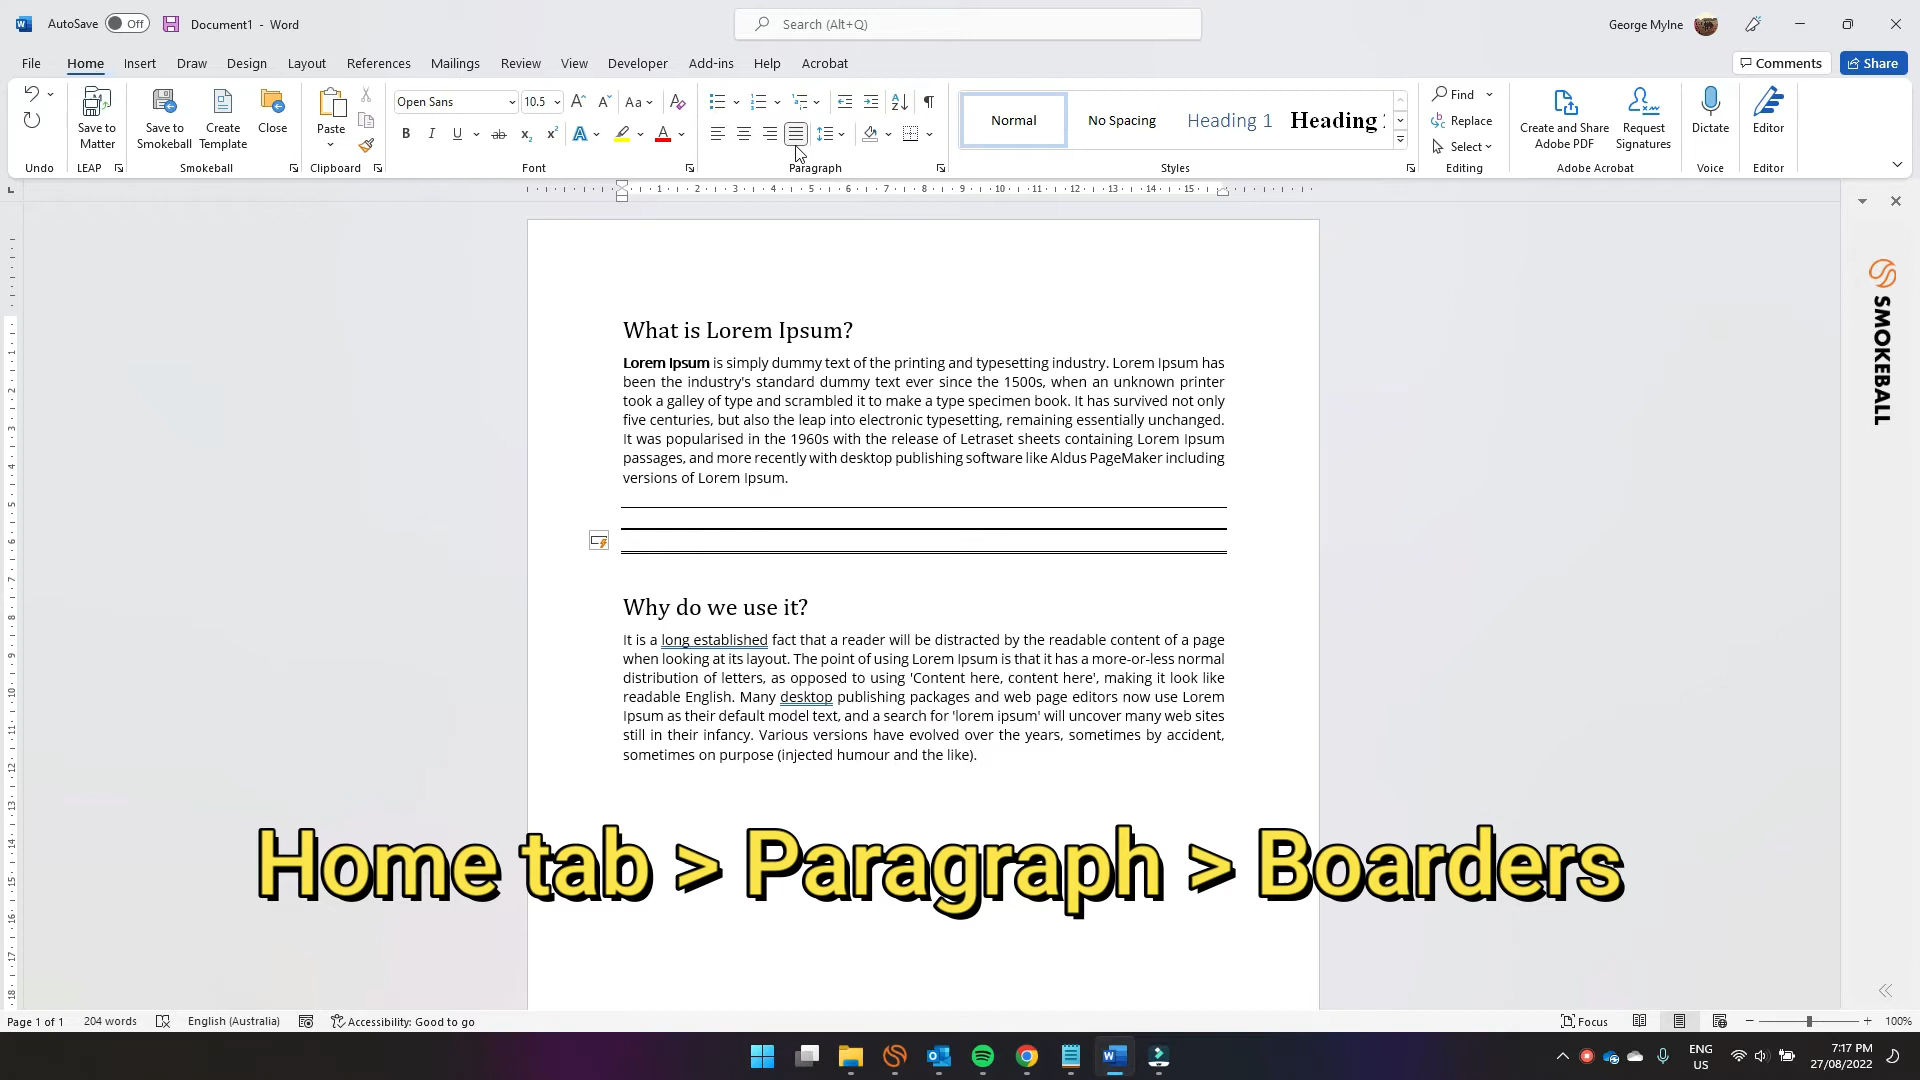 AutoSave Off Document1 - Word Search (Alt+Q) George Mylne
File Home Insert Draw Design Layout References Mailings Review View Developer Add-ins Help Acrobat Comments Share
Open Sans 10.5 Aa
Save to Matter
Save to Smokeball
Create Template
Close
Paste
Normal
No Spacing
Heading 1
Heading
Find
Replace
Select
Create and Share Adobe PDF
Request Signatures
Dictate
Editor
Undo LEAP Smokeball Clipboard Font Paragraph Styles Editing Adobe Acrobat Voice Editor
1 2 3 4 5 6 7 8 9 10 11 12 13 14 15
SMOKEBALL
What is Lorem Ipsum?
Lorem Ipsum is simply dummy text of the printing and typesetting industry. Lorem Ipsum has
been the industry's standard dummy text ever since the 1500s, when an unknown printer
took a galley of type and scrambled it to make a type specimen book. It has survived not only
five centuries, but also the leap into electronic typesetting, remaining essentially unchanged.
It was popularised in the 1960s with the release of Letraset sheets containing Lorem Ipsum
passages, and more recently with desktop publishing software like Aldus PageMaker including
versions of Lorem Ipsum.
Why do we use it?
It is a long established fact that a reader will be distracted by the readable content of a page
when looking at its layout. The point of using Lorem Ipsum is that it has a more-or-less normal
distribution of letters, as opposed to using 'Content here, content here', making it look like
readable English. Many desktop publishing packages and web page editors now use Lorem
Ipsum as their default model text, and a search for 'lorem ipsum' will uncover many web sites
still in their infancy. Various versions have evolved over the years, sometimes by accident,
sometimes on purpose (injected humour and the like).
Home tab > Paragraph > Boarders
Page 1 of 1 204 words English (Australia) Accessibility: Good to go Focus 100%
ENG
US
7:17 PM
27/08/2022